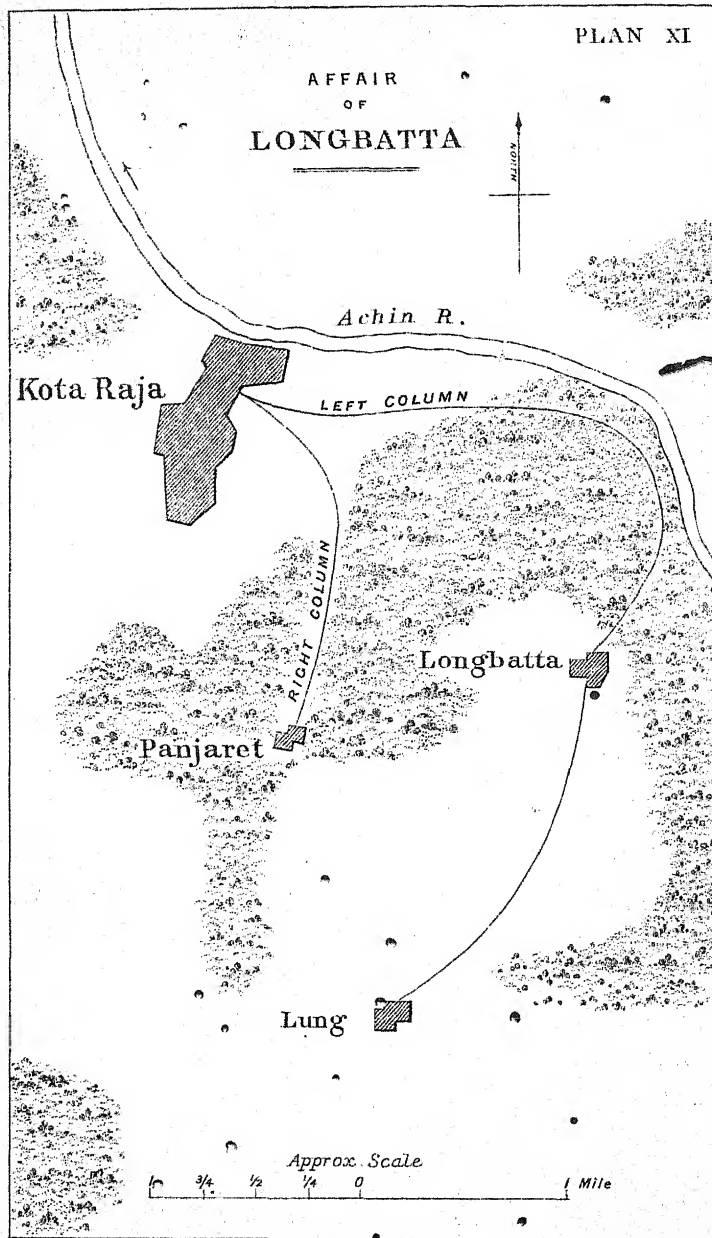 PLAN XI
AFFAIR
OF
LONGBATTA
NORTH
Achin R.
Kota Raja
LEFT COLUMN
RIGHT COLUMN
Longbatta
Panjaret
Lung
Approx. Scale
1 3/4 1/2 1/4 0 1 Mile